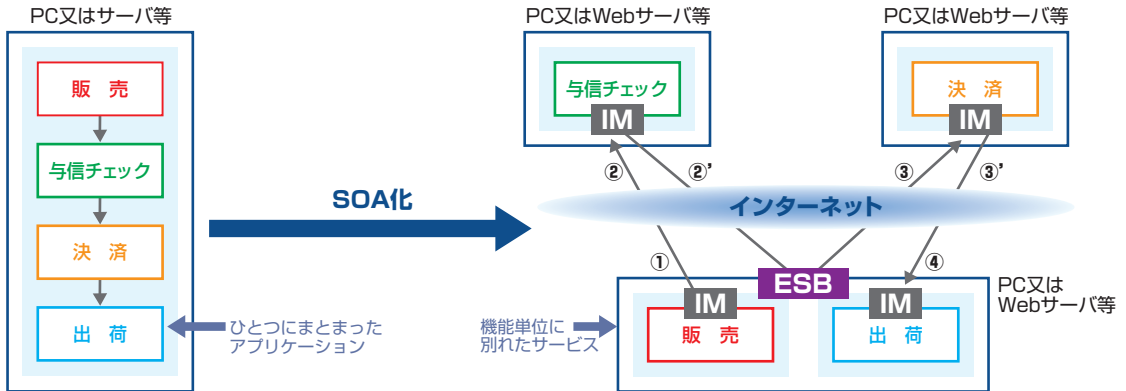 PC又はサーバ等
販 売
与信チェック
決 済
出 荷
ひとつにまとまった
アプリケーション
SOA化
PC又はWebサーバ等
与信チェック
IM
PC又はWebサーバ等
決 済
IM
②
②’
③
③’
インターネット
①
④
ESB
IM
販 売
IM
出 荷
PC又は
Webサーバ等
機能単位に
別れたサービス